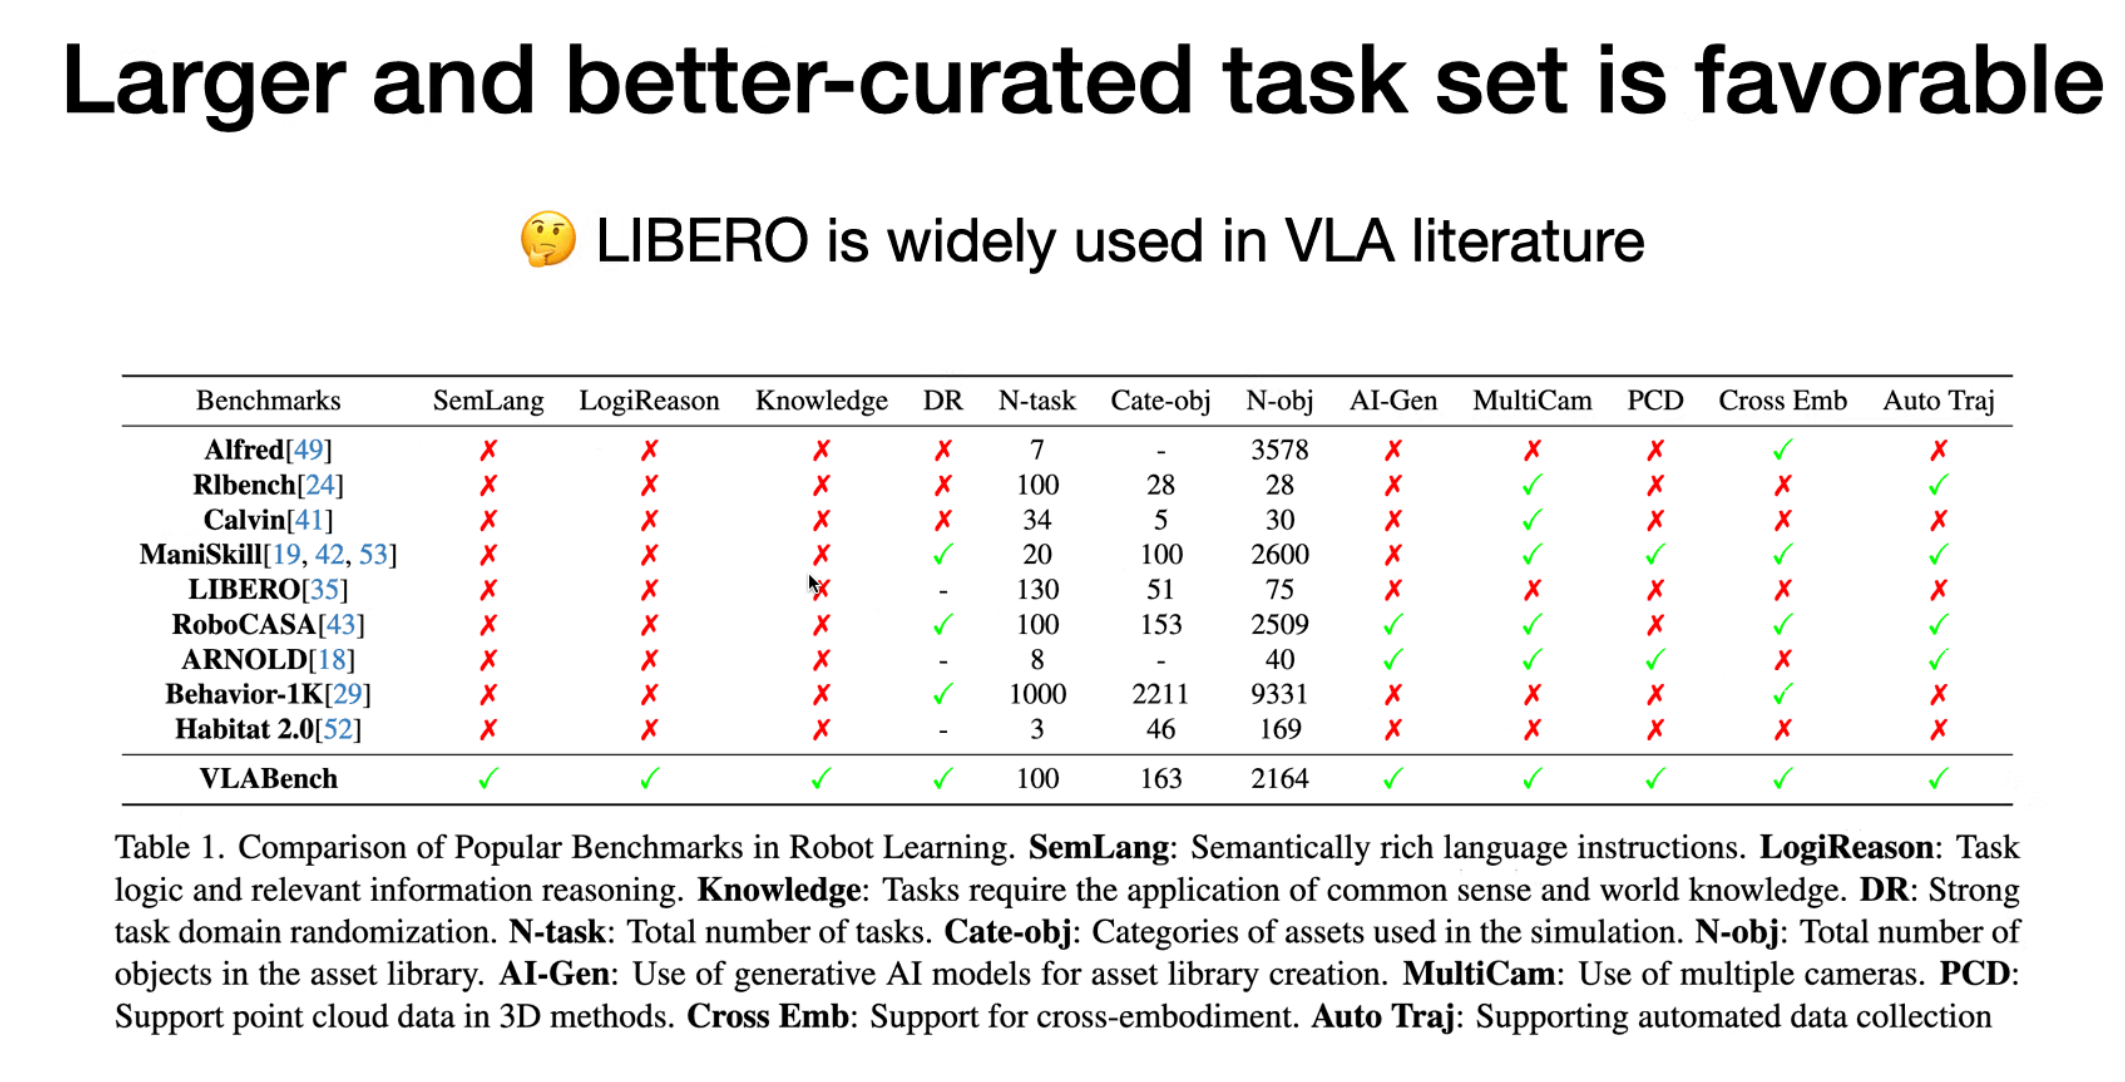 Larger and better-curated task set is favorable
🤔 LIBERO is widely used in VLA literature
Benchmarks SemLang LogiReason Knowledge DR N-task Cate-obj N-obj AI-Gen MultiCam PCD Cross Emb Auto Traj
Alfred[49] ✗ ✗ ✗ ✗ 7 - 3578 ✗ ✗ ✗ ✓ ✗
Rlbench[24] ✗ ✗ ✗ ✗ 100 28 28 ✗ ✓ ✗ ✗ ✓
Calvin[41] ✗ ✗ ✗ ✗ 34 5 30 ✗ ✓ ✗ ✗ ✗
ManiSkill[19, 42, 53] ✗ ✗ ✗ ✓ 20 100 2600 ✗ ✓ ✓ ✓ ✓
LIBERO[35] ✗ ✗ ✗ - 130 51 75 ✗ ✗ ✗ ✗ ✗
RoboCASA[43] ✗ ✗ ✗ ✓ 100 153 2509 ✓ ✓ ✗ ✓ ✓
ARNOLD[18] ✗ ✗ ✗ - 8 - 40 ✓ ✓ ✓ ✗ ✓
Behavior-1K[29] ✗ ✗ ✗ ✓ 1000 2211 9331 ✗ ✗ ✗ ✓ ✗
Habitat 2.0[52] ✗ ✗ ✗ - 3 46 169 ✗ ✗ ✗ ✗ ✗
VLABench ✓ ✓ ✓ ✓ 100 163 2164 ✓ ✓ ✓ ✓ ✓
Table 1. Comparison of Popular Benchmarks in Robot Learning. SemLang: Semantically rich language instructions. LogiReason: Task
logic and relevant information reasoning. Knowledge: Tasks require the application of common sense and world knowledge. DR: Strong
task domain randomization. N-task: Total number of tasks. Cate-obj: Categories of assets used in the simulation. N-obj: Total number of
objects in the asset library. AI-Gen: Use of generative AI models for asset library creation. MultiCam: Use of multiple cameras. PCD:
Support point cloud data in 3D methods. Cross Emb: Support for cross-embodiment. Auto Traj: Supporting automated data collection